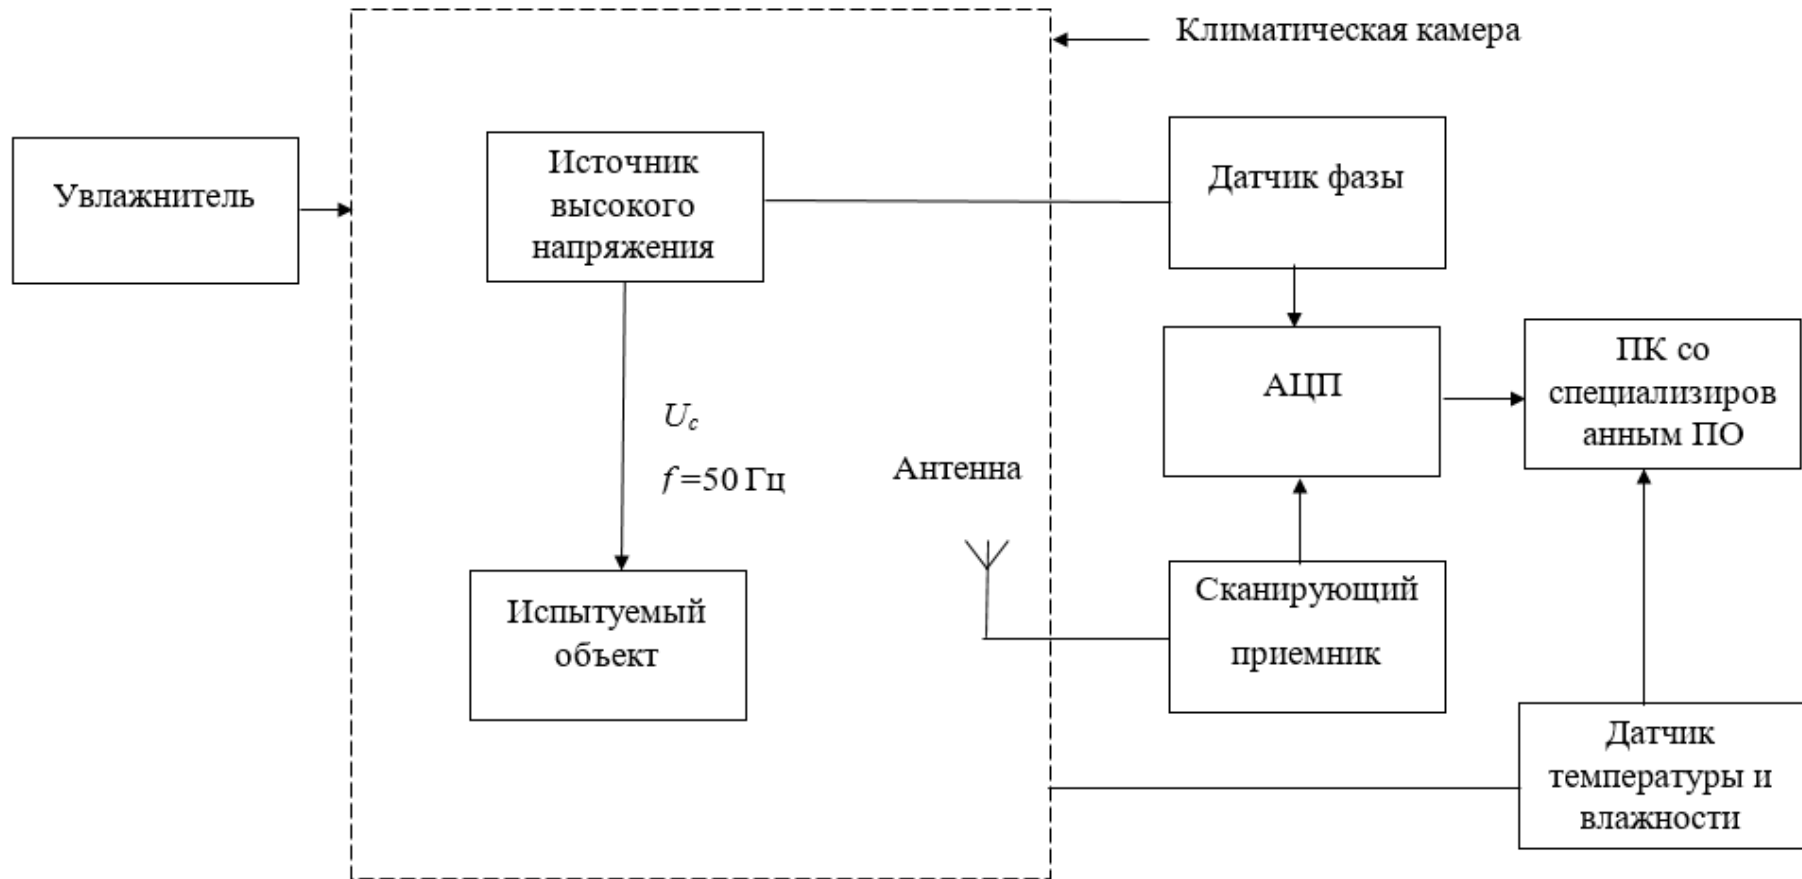 Климатическая камера
Увлажнитель
Источник
высокого
напряжения
Датчик фазы
АЦП
ПК со
специализиров
анным ПО
U_c
f=50 Гц
Антенна
Испытуемый
объект
Сканирующий
приемник
Датчик
температуры и
влажности